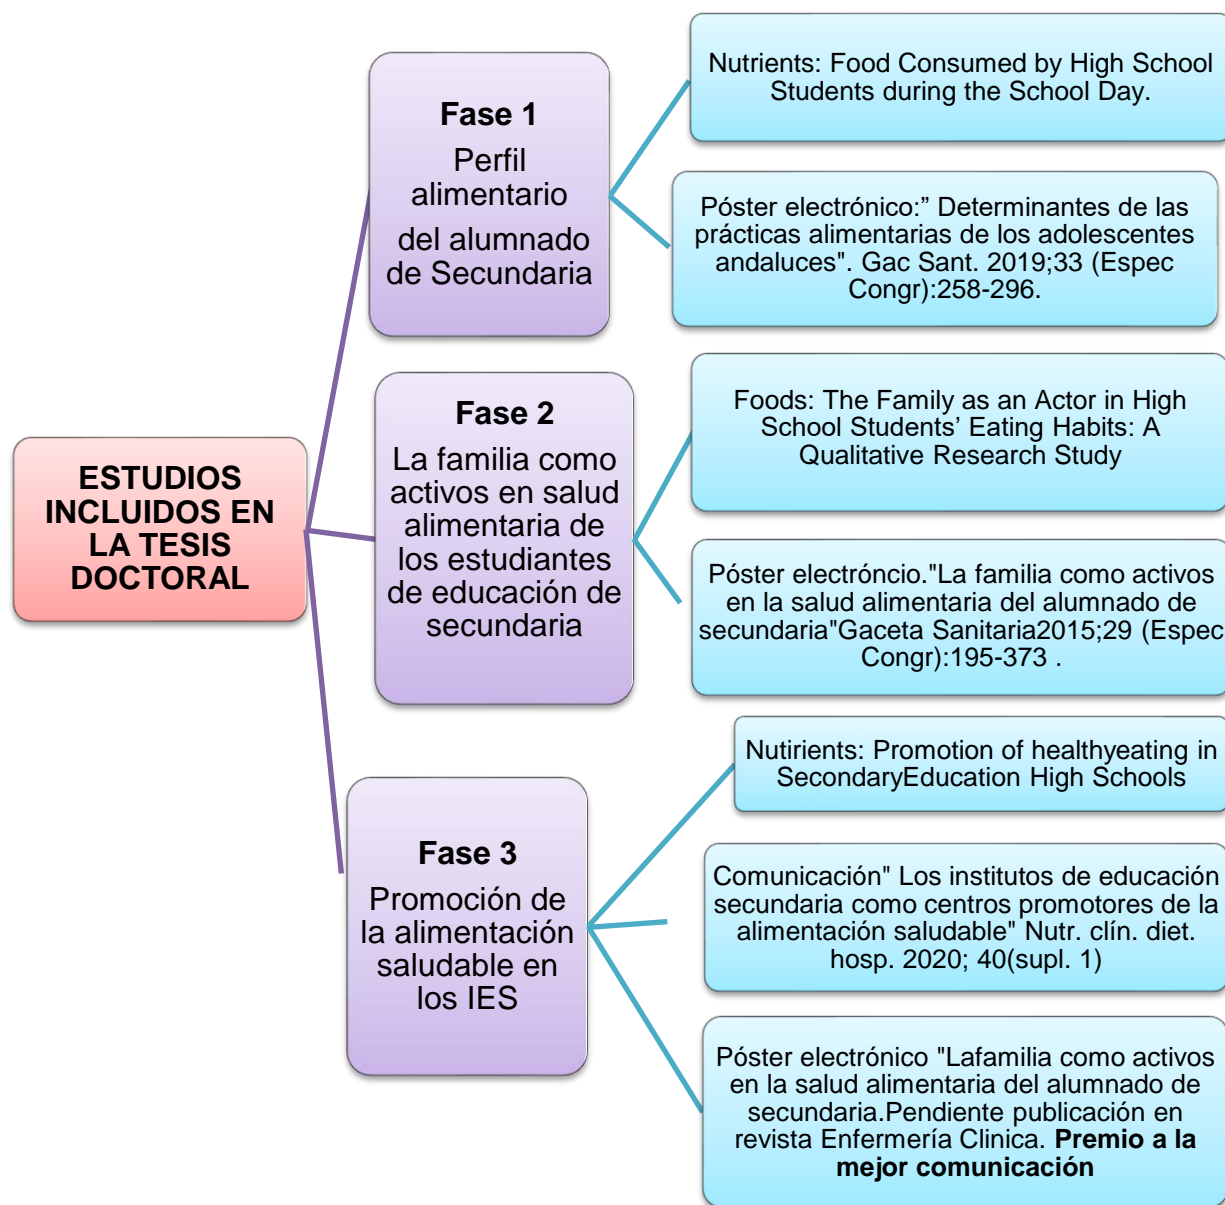 ESTUDIOS
INCLUIDOS EN
LA TESIS
DOCTORAL
Fase 1
Perfil
alimentario
del alumnado
de Secundaria
Nutrients: Food Consumed by High School
Students during the School Day.
Póster electrónico:” Determinantes de las
prácticas alimentarias de los adolescentes
andaluces". Gac Sant. 2019;33 (Espec
Congr):258-296.
Fase 2
La familia como
activos en salud
alimentaria de
los estudiantes
de educación de
secundaria
Foods: The Family as an Actor in High
School Students’ Eating Habits: A
Qualitative Research Study
Póster electróncio."La familia como activos
en la salud alimentaria del alumnado de
secundaria"Gaceta Sanitaria2015;29 (Espec
Congr):195-373 .
Fase 3
Promoción de
la alimentación
saludable en
los IES
Nutirients: Promotion of healthyeating in
SecondaryEducation High Schools
Comunicación" Los institutos de educación
secundaria como centros promotores de la
alimentación saludable" Nutr. clín. diet.
hosp. 2020; 40(supl. 1)
Póster electrónico "Lafamilia como activos
en la salud alimentaria del alumnado de
secundaria.Pendiente publicación en
revista Enfermería Clinica. Premio a la
mejor comunicación